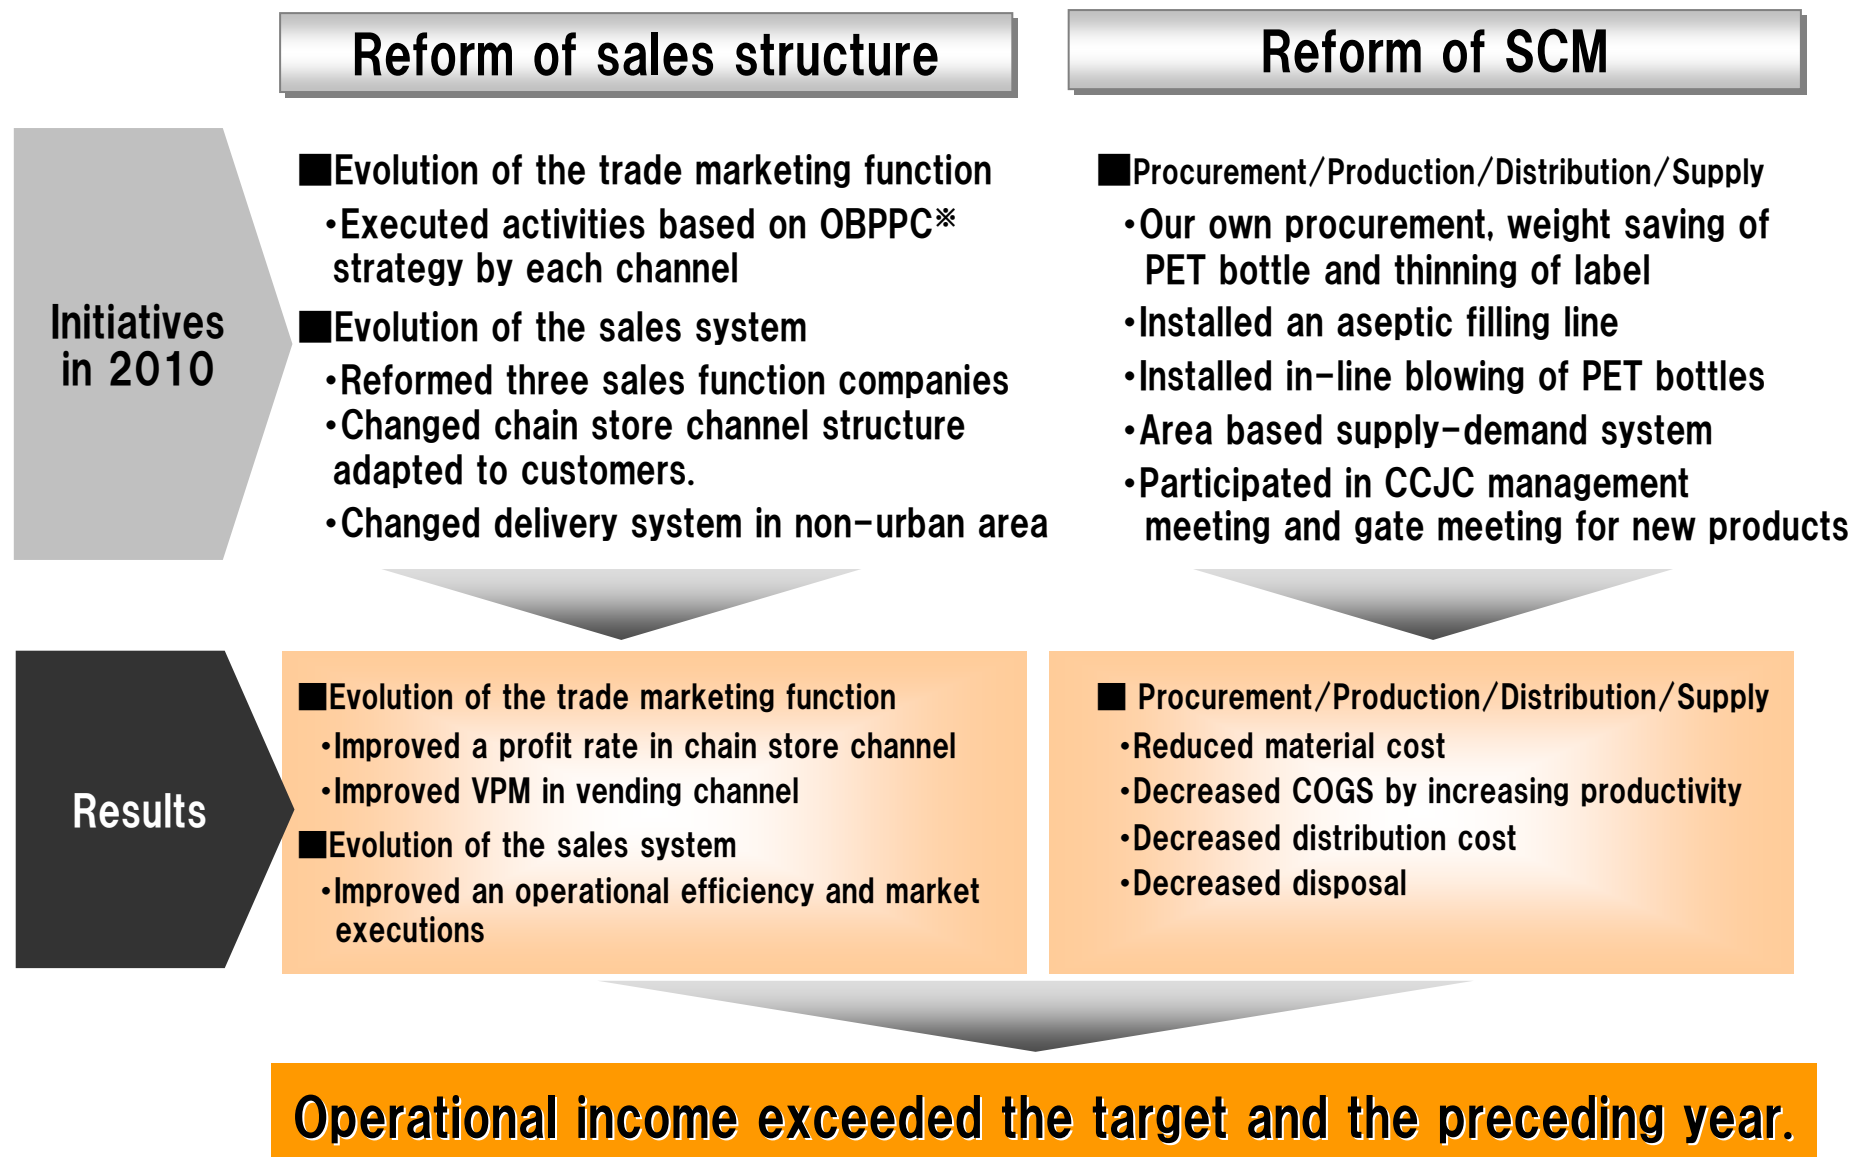 Reform of sales structure
Reform of SCM
Initiatives
in 2010
■Evolution of the trade marketing function
・Executed activities based on OBPPC※
strategy by each channel
■Evolution of the sales system
・Reformed three sales function companies
・Changed chain store channel structure
adapted to customers.
・Changed delivery system in non-urban area
■Procurement/Production/Distribution/Supply
・Our own procurement, weight saving of
PET bottle and thinning of label
・Installed an aseptic filling line
・Installed in-line blowing of PET bottles
・Area based supply-demand system
・Participated in CCJC management
meeting and gate meeting for new products
Results
■Evolution of the trade marketing function
・Improved a profit rate in chain store channel
・Improved VPM in vending channel
■Evolution of the sales system
・Improved an operational efficiency and market
executions
■ Procurement/Production/Distribution/Supply
・Reduced material cost
・Decreased COGS by increasing productivity
・Decreased distribution cost
・Decreased disposal
Operational income exceeded the target and the preceding year.